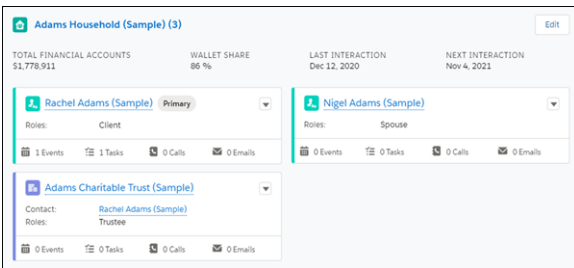 Adams Household (Sample) (3)
Edit
TOTAL FINANCIAL ACCOUNTS WALLET SHARE LAST INTERACTION NEXT INTERACTION
$1,778,911 86 % Dec 12, 2020 Nov 4, 2021
Rachel Adams (Sample) Primary
Roles: Client
1 Events 1 Tasks 0 Calls 0 Emails
Nigel Adams (Sample)
Roles: Spouse
0 Events 0 Tasks 0 Calls 0 Emails
Adams Charitable Trust (Sample)
Contact: Rachel Adams (Sample)
Roles: Trustee
0 Events 0 Tasks 0 Calls 0 Emails